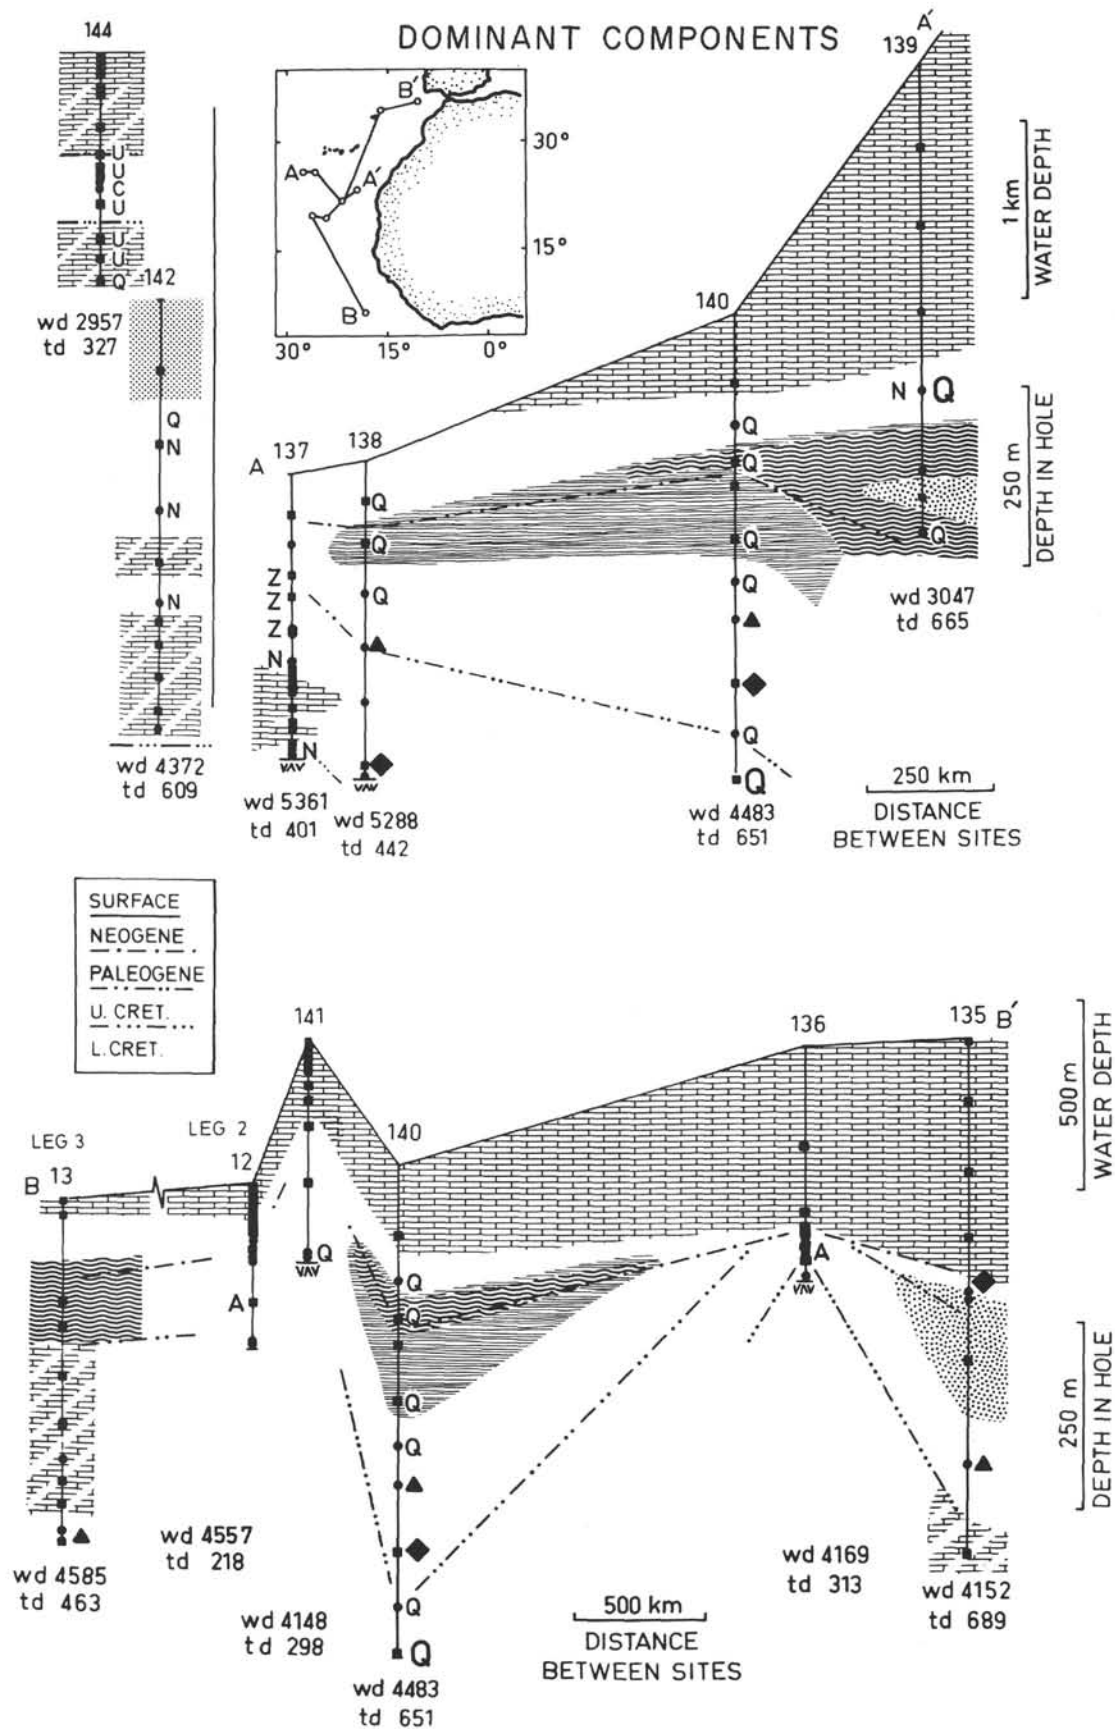 DOMINANT COMPONENTS
144
U
U
C
U
U
U
Q
wd 2957
td 327
142
Q
N
N
N
wd 4372
td 609
B'
A
A'
B
30°
15°
30°
15°
0°
A'
139
N Q
Q
wd 3047
td 665
1 km
WATER DEPTH
250 m
DEPTH IN HOLE
140
Q
Q
Q
Q
Q
Q
wd 4483
td 651
A 137
Z
Z
Z
N
N
wd 5361
td 401
138
Q
Q
Q
wd 5288
td 442
250 km
DISTANCE
BETWEEN SITES
SURFACE
NEOGENE
PALEOGENE
U. CRET.
L. CRET.
LEG 3
B 13
wd 4585
td 463
LEG 2
12
A
wd 4557
td 218
141
Q
wd 4148
td 298
140
Q
Q
Q
Q
Q
Q
wd 4483
td 651
136
A
wd 4169
td 313
135 B'
wd 4152
td 689
500 m
WATER DEPTH
250 m
DEPTH IN HOLE
500 km
DISTANCE
BETWEEN SITES